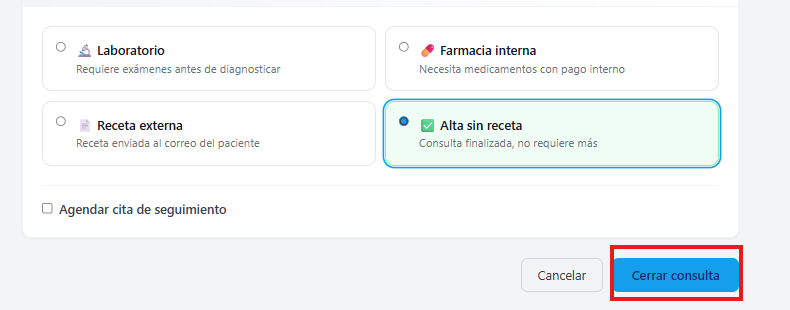 Laboratorio
Requiere exámenes antes de diagnosticar
Farmacia interna
Necesita medicamentos con pago interno
Receta externa
Receta enviada al correo del paciente
Alta sin receta
Consulta finalizada, no requiere más
Agendar cita de seguimiento
Cancelar
Cerrar consulta